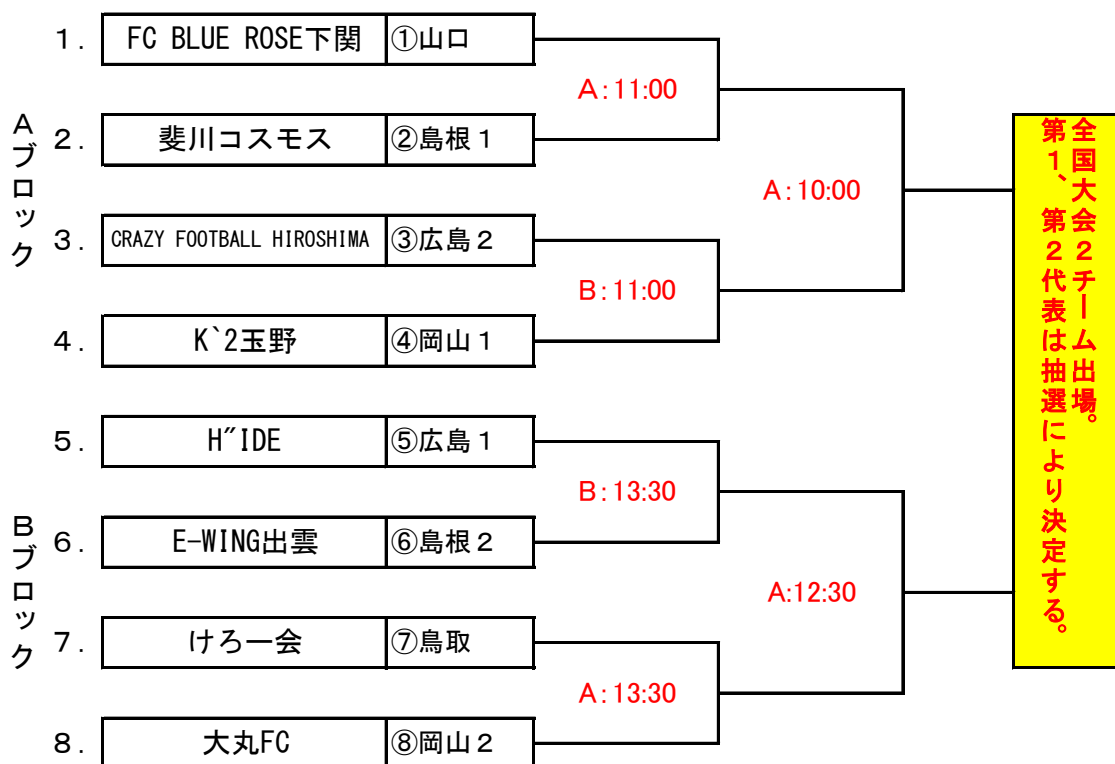 Aブロック
１. FC BLUE ROSE下関 ①山口
２. 斐川コスモス ②島根１
３. CRAZY FOOTBALL HIROSHIMA ③広島２
４. K`2玉野 ④岡山１
A：11:00
B：11:00
A：10:00
Bブロック
５. H″IDE ⑤広島１
６. E-WING出雲 ⑥島根２
７. けろー会 ⑦鳥取
８. 大丸FC ⑧岡山２
B：13:30
A：13:30
A:12:30
全国大会２チーム出場。
第１、第２代表は抽選により決定する。